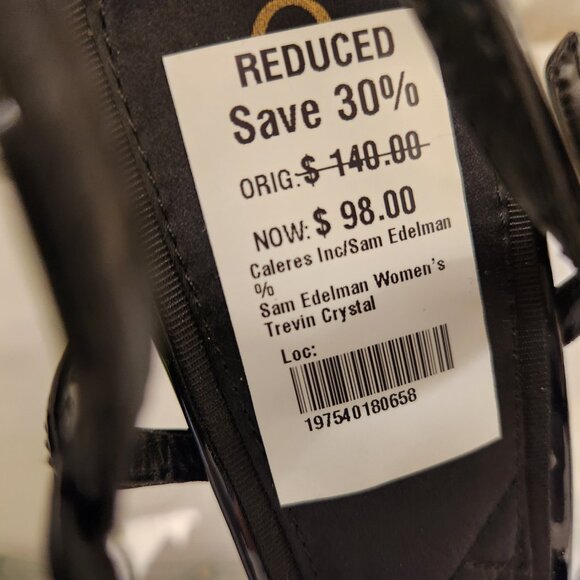 REDUCED
Save 30%
ORIG: $ 140.00
NOW: $ 98.00
Caleres Inc/Sam Edelman
%
Sam Edelman Women's
Trevin Crystal
Loc:
197540180658